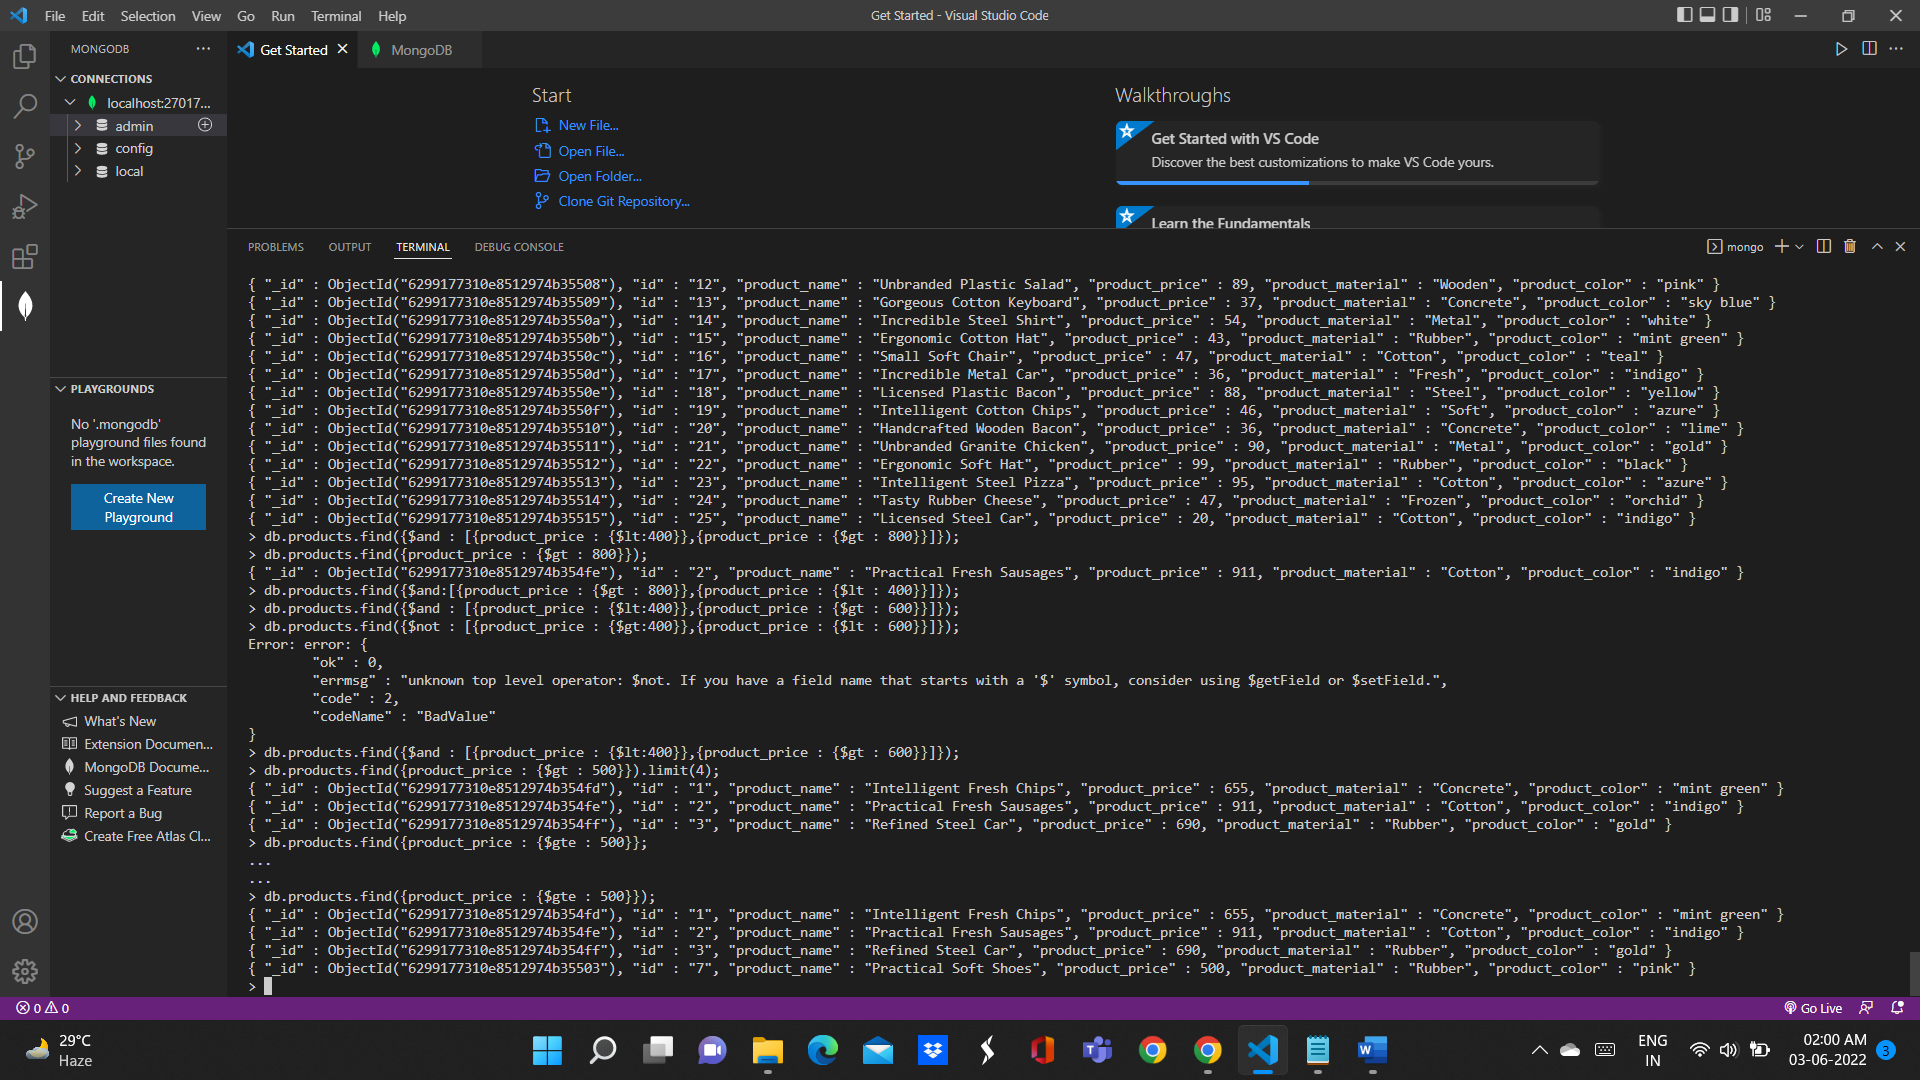 File Edit Selection View Go Run Terminal Help
Get Started - Visual Studio Code
MONGODB
Get Started
MongoDB
CONNECTIONS
localhost:27017...
admin
config
local
Start
New File...
Open File...
Open Folder...
Clone Git Repository...
Walkthroughs
Get Started with VS Code
Discover the best customizations to make VS Code yours.
Learn the Fundamentals
PLAYGROUNDS
No '.mongodb'
playground files found
in the workspace.
Create New
Playground
HELP AND FEEDBACK
What's New
Extension Documen...
MongoDB Docume...
Suggest a Feature
Report a Bug
Create Free Atlas Cl...
PROBLEMS OUTPUT TERMINAL DEBUG CONSOLE
mongo
{ "_id" : ObjectId("6299177310e8512974b35508"), "id" : "12", "product_name" : "Unbranded Plastic Salad", "product_price" : 89, "product_material" : "Wooden", "product_color" : "pink" }
{ "_id" : ObjectId("6299177310e8512974b35509"), "id" : "13", "product_name" : "Gorgeous Cotton Keyboard", "product_price" : 37, "product_material" : "Concrete", "product_color" : "sky blue" }
{ "_id" : ObjectId("6299177310e8512974b3550a"), "id" : "14", "product_name" : "Incredible Steel Shirt", "product_price" : 54, "product_material" : "Metal", "product_color" : "white" }
{ "_id" : ObjectId("6299177310e8512974b3550b"), "id" : "15", "product_name" : "Ergonomic Cotton Hat", "product_price" : 43, "product_material" : "Rubber", "product_color" : "mint green" }
{ "_id" : ObjectId("6299177310e8512974b3550c"), "id" : "16", "product_name" : "Small Soft Chair", "product_price" : 47, "product_material" : "Cotton", "product_color" : "teal" }
{ "_id" : ObjectId("6299177310e8512974b3550d"), "id" : "17", "product_name" : "Incredible Metal Car", "product_price" : 36, "product_material" : "Fresh", "product_color" : "indigo" }
{ "_id" : ObjectId("6299177310e8512974b3550e"), "id" : "18", "product_name" : "Licensed Plastic Bacon", "product_price" : 88, "product_material" : "Steel", "product_color" : "yellow" }
{ "_id" : ObjectId("6299177310e8512974b3550f"), "id" : "19", "product_name" : "Intelligent Cotton Chips", "product_price" : 46, "product_material" : "Soft", "product_color" : "azure" }
{ "_id" : ObjectId("6299177310e8512974b35510"), "id" : "20", "product_name" : "Handcrafted Wooden Bacon", "product_price" : 36, "product_material" : "Concrete", "product_color" : "lime" }
{ "_id" : ObjectId("6299177310e8512974b35511"), "id" : "21", "product_name" : "Unbranded Granite Chicken", "product_price" : 90, "product_material" : "Metal", "product_color" : "gold" }
{ "_id" : ObjectId("6299177310e8512974b35512"), "id" : "22", "product_name" : "Ergonomic Soft Hat", "product_price" : 99, "product_material" : "Rubber", "product_color" : "black" }
{ "_id" : ObjectId("6299177310e8512974b35513"), "id" : "23", "product_name" : "Intelligent Steel Pizza", "product_price" : 95, "product_material" : "Cotton", "product_color" : "azure" }
{ "_id" : ObjectId("6299177310e8512974b35514"), "id" : "24", "product_name" : "Tasty Rubber Cheese", "product_price" : 47, "product_material" : "Frozen", "product_color" : "orchid" }
{ "_id" : ObjectId("6299177310e8512974b35515"), "id" : "25", "product_name" : "Licensed Steel Car", "product_price" : 20, "product_material" : "Cotton", "product_color" : "indigo" }
> db.products.find({$and : [{product_price : {$lt:400}},{product_price : {$gt : 800}}]});
> db.products.find({product_price : {$gt : 800}});
{ "_id" : ObjectId("6299177310e8512974b354fe"), "id" : "2", "product_name" : "Practical Fresh Sausages", "product_price" : 911, "product_material" : "Cotton", "product_color" : "indigo" }
> db.products.find({$and:[{product_price : {$gt : 800}},{product_price : {$lt : 400}}]});
> db.products.find({$and : [{product_price : {$lt:400}},{product_price : {$gt : 600}}]});
> db.products.find({$not : [{product_price : {$gt:400}},{product_price : {$lt : 600}}]});
Error: error: {
"ok" : 0,
"errmsg" : "unknown top level operator: $not. If you have a field name that starts with a '$' symbol, consider using $getField or $setField.",
"code" : 2,
"codeName" : "BadValue"
}
> db.products.find({$and : [{product_price : {$lt:400}},{product_price : {$gt : 600}}]});
> db.products.find({product_price : {$gt : 500}}).limit(4);
{ "_id" : ObjectId("6299177310e8512974b354fd"), "id" : "1", "product_name" : "Intelligent Fresh Chips", "product_price" : 655, "product_material" : "Concrete", "product_color" : "mint green" }
{ "_id" : ObjectId("6299177310e8512974b354fe"), "id" : "2", "product_name" : "Practical Fresh Sausages", "product_price" : 911, "product_material" : "Cotton", "product_color" : "indigo" }
{ "_id" : ObjectId("6299177310e8512974b354ff"), "id" : "3", "product_name" : "Refined Steel Car", "product_price" : 690, "product_material" : "Rubber", "product_color" : "gold" }
> db.products.find({product_price : {$gte : 500}};
...
...
> db.products.find({product_price : {$gte : 500}});
{ "_id" : ObjectId("6299177310e8512974b354fd"), "id" : "1", "product_name" : "Intelligent Fresh Chips", "product_price" : 655, "product_material" : "Concrete", "product_color" : "mint green" }
{ "_id" : ObjectId("6299177310e8512974b354fe"), "id" : "2", "product_name" : "Practical Fresh Sausages", "product_price" : 911, "product_material" : "Cotton", "product_color" : "indigo" }
{ "_id" : ObjectId("6299177310e8512974b354ff"), "id" : "3", "product_name" : "Refined Steel Car", "product_price" : 690, "product_material" : "Rubber", "product_color" : "gold" }
{ "_id" : ObjectId("6299177310e8512974b35503"), "id" : "7", "product_name" : "Practical Soft Shoes", "product_price" : 500, "product_material" : "Rubber", "product_color" : "pink" }
>
0 0
Go Live
29°C
Haze
ENG
IN
02:00 AM
03-06-2022
3